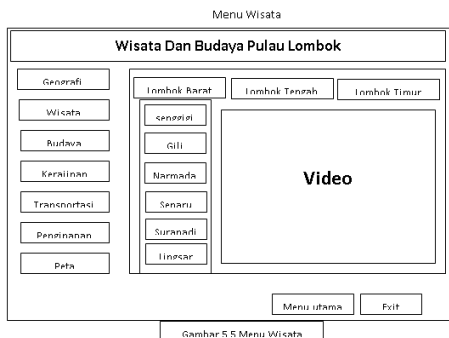 Menu Wisata
Wisata Dan Budaya Pulau Lombok
Geografi
Wisata
Budaya
Kerajinan
Transportasi
Penginapan
Peta
Lombok Barat
Lombok Tengah
Lombok Timur
senggigi
Gili
Narmada
Senaru
Suranadi
Lingsar
Video
Menu utama
Exit
Gambar 5.5 Menu Wisata